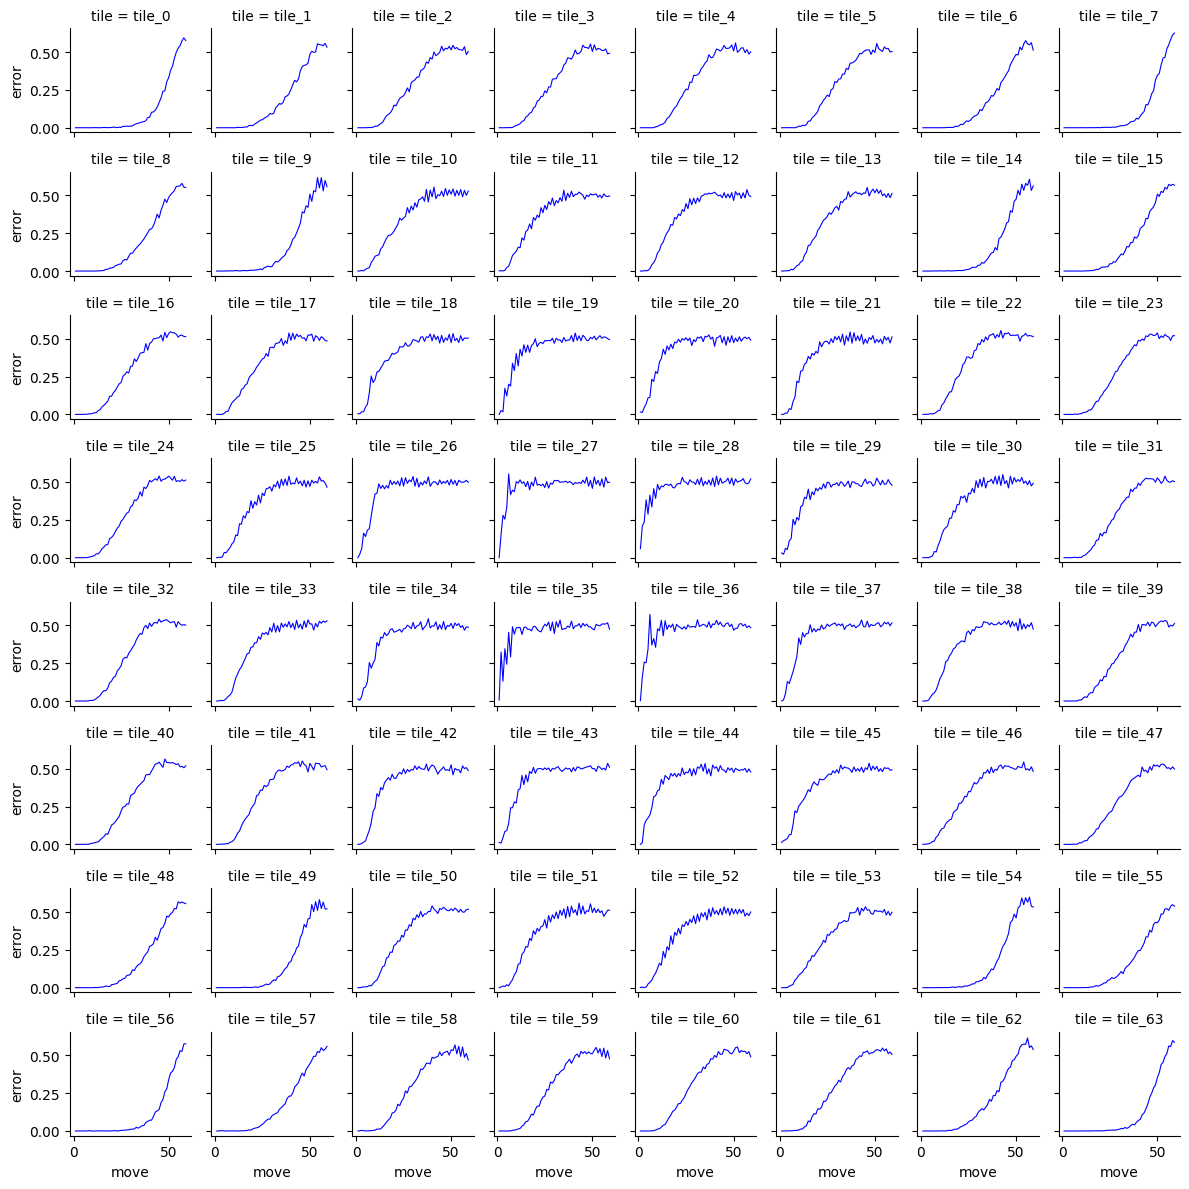 tile = tile_0 tile = tile_1 tile = tile_2 tile = tile_3 tile = tile_4 tile = tile_5 tile = tile_6 tile = tile_7
0.50
error
0.25
0.00
tile = tile_8 tile = tile_9 tile = tile_10 tile = tile_11 tile = tile_12 tile = tile_13 tile = tile_14 tile = tile_15
0.50
error
0.25
0.00
tile = tile_16 tile = tile_17 tile = tile_18 tile = tile_19 tile = tile_20 tile = tile_21 tile = tile_22 tile = tile_23
0.50
error
0.25
0.00
tile = tile_24 tile = tile_25 tile = tile_26 tile = tile_27 tile = tile_28 tile = tile_29 tile = tile_30 tile = tile_31
0.50
error
0.25
0.00
tile = tile_32 tile = tile_33 tile = tile_34 tile = tile_35 tile = tile_36 tile = tile_37 tile = tile_38 tile = tile_39
0.50
error
0.25
0.00
tile = tile_40 tile = tile_41 tile = tile_42 tile = tile_43 tile = tile_44 tile = tile_45 tile = tile_46 tile = tile_47
0.50
error
0.25
0.00
tile = tile_48 tile = tile_49 tile = tile_50 tile = tile_51 tile = tile_52 tile = tile_53 tile = tile_54 tile = tile_55
0.50
error
0.25
0.00
tile = tile_56 tile = tile_57 tile = tile_58 tile = tile_59 tile = tile_60 tile = tile_61 tile = tile_62 tile = tile_63
0.50
error
0.25
0.00
0 50 0 50 0 50 0 50 0 50 0 50 0 50 0 50
move move move move move move move move